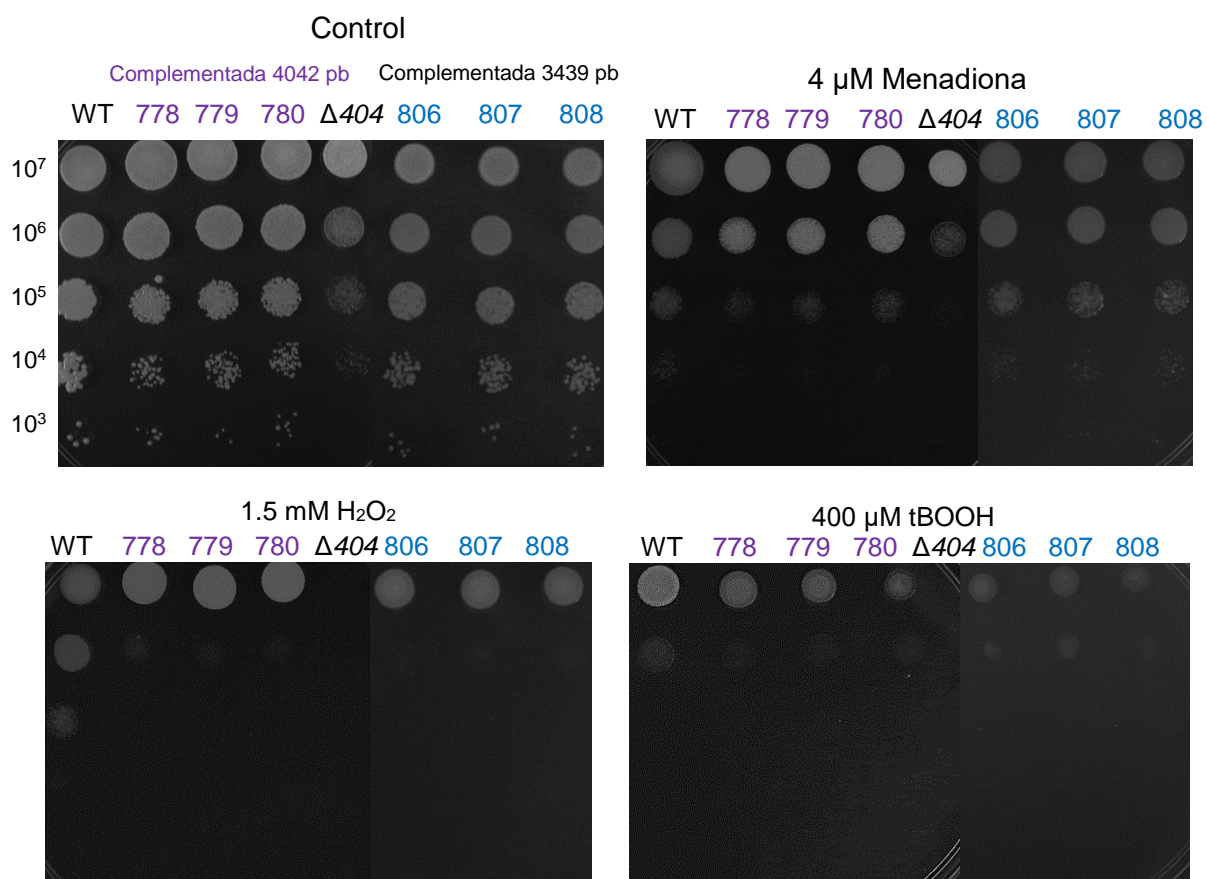 Control
Complementada 4042 pb Complementada 3439 pb
WT 778 779 780 Δ404 806 807 808
10⁷
10⁶
10⁵
10⁴
10³
4 µM Menadiona
WT 778 779 780 Δ404 806 807 808
1.5 mM H₂O₂
WT 778 779 780 Δ404 806 807 808
400 µM tBOOH
WT 778 779 780 Δ404 806 807 808